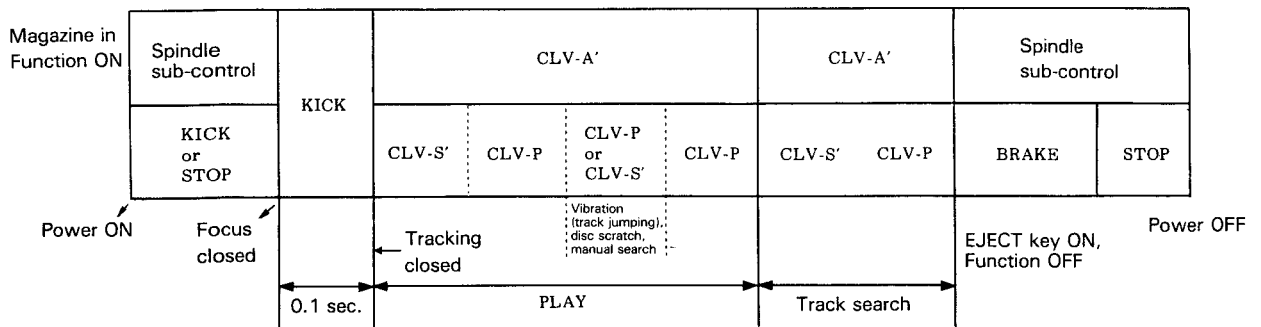 Magazine in
Function ON
Spindle
sub-control
KICK
CLV-A'
CLV-A'
Spindle
sub-control
KICK
or
STOP
CLV-S'
CLV-P
CLV-P
or
CLV-S'
CLV-P
CLV-S'
CLV-P
BRAKE
STOP
Power ON
Focus
closed
Tracking
closed
Vibration
(track jumping),
disc scratch,
manual search
EJECT key ON,
Function OFF
Power OFF
0.1 sec.
PLAY
Track search